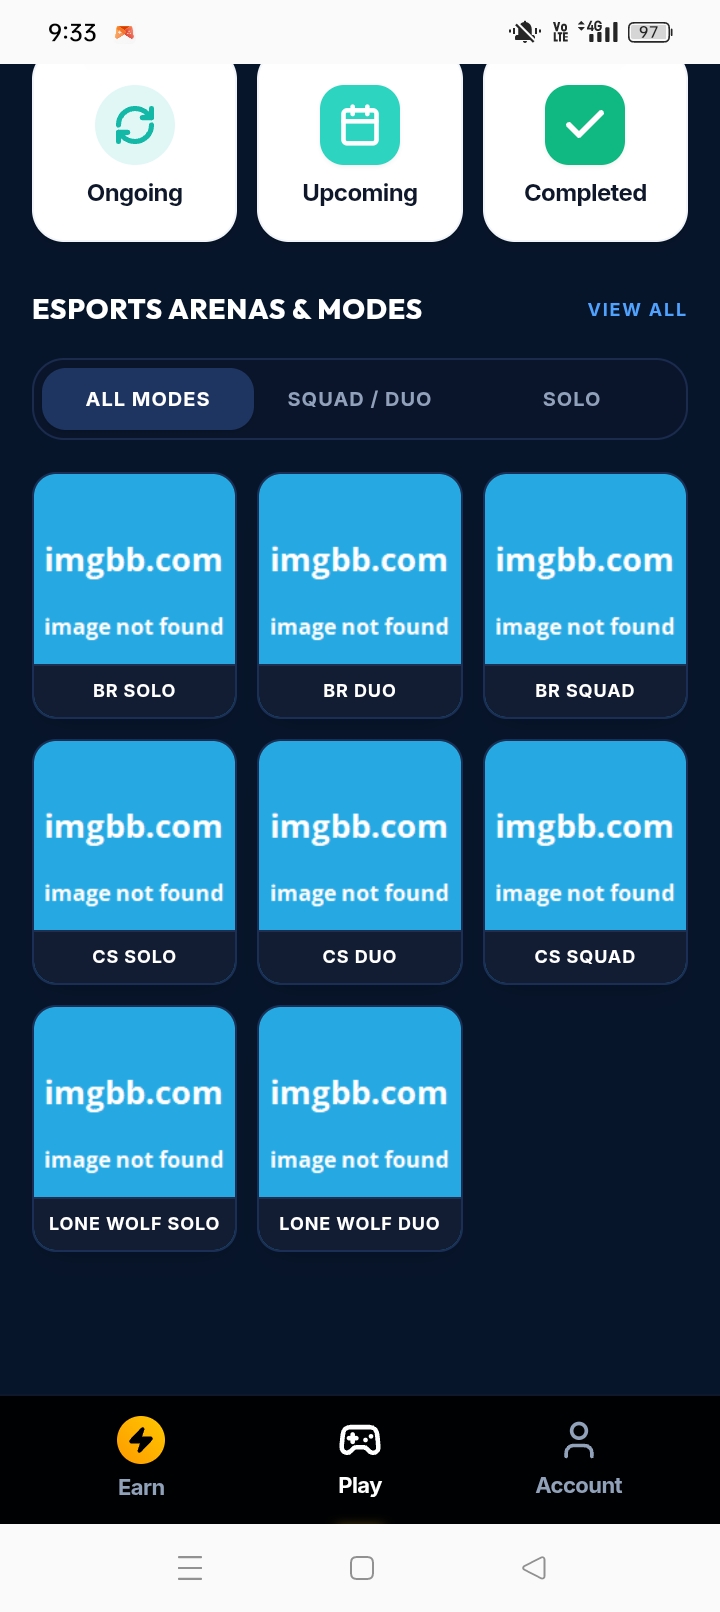 9:33
Vo LTE 4G 97
Ongoing Upcoming Completed
ESPORTS ARENAS & MODES VIEW ALL
ALL MODES SQUAD / DUO SOLO
imgbb.com imgbb.com imgbb.com
image not found image not found image not found
BR SOLO BR DUO BR SQUAD
imgbb.com imgbb.com imgbb.com
image not found image not found image not found
CS SOLO CS DUO CS SQUAD
imgbb.com imgbb.com
image not found image not found
LONE WOLF SOLO LONE WOLF DUO
Earn Play Account